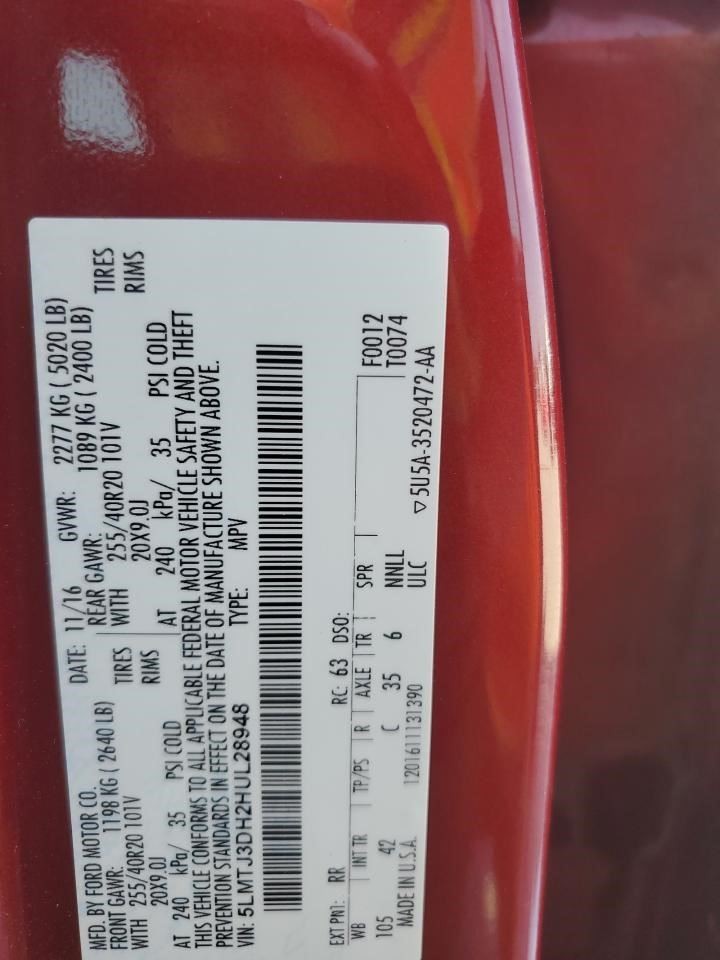 MFD. BY FORD MOTOR CO.
DATE: 11/16 GVWR: 2277 KG ( 5020 LB)
FRONT GAWR: 1198 KG ( 2640 LB) REAR GAWR: 1089 KG ( 2400 LB)
WITH 255/40R20 101V TIRES WITH 255/40R20 101V TIRES
20X9.0J RIMS 20X9.0J RIMS
AT 240 kPa/ 35 PSI COLD AT 240 kPa/ 35 PSI COLD
THIS VEHICLE CONFORMS TO ALL APPLICABLE FEDERAL MOTOR VEHICLE SAFETY AND THEFT
PREVENTION STANDARDS IN EFFECT ON THE DATE OF MANUFACTURE SHOWN ABOVE.
VIN: 5LMTJ3DH2HUL28948 TYPE: MPV
EXT PNT: RR RC: 63 DSO:
WB INT TR TP/PS R AXLE TR SPR F0012
105 42 C 35 6 NNLL T0074
ULC
MADE IN U.S.A. 1201611131390 ▽5U5A-3520472-AA